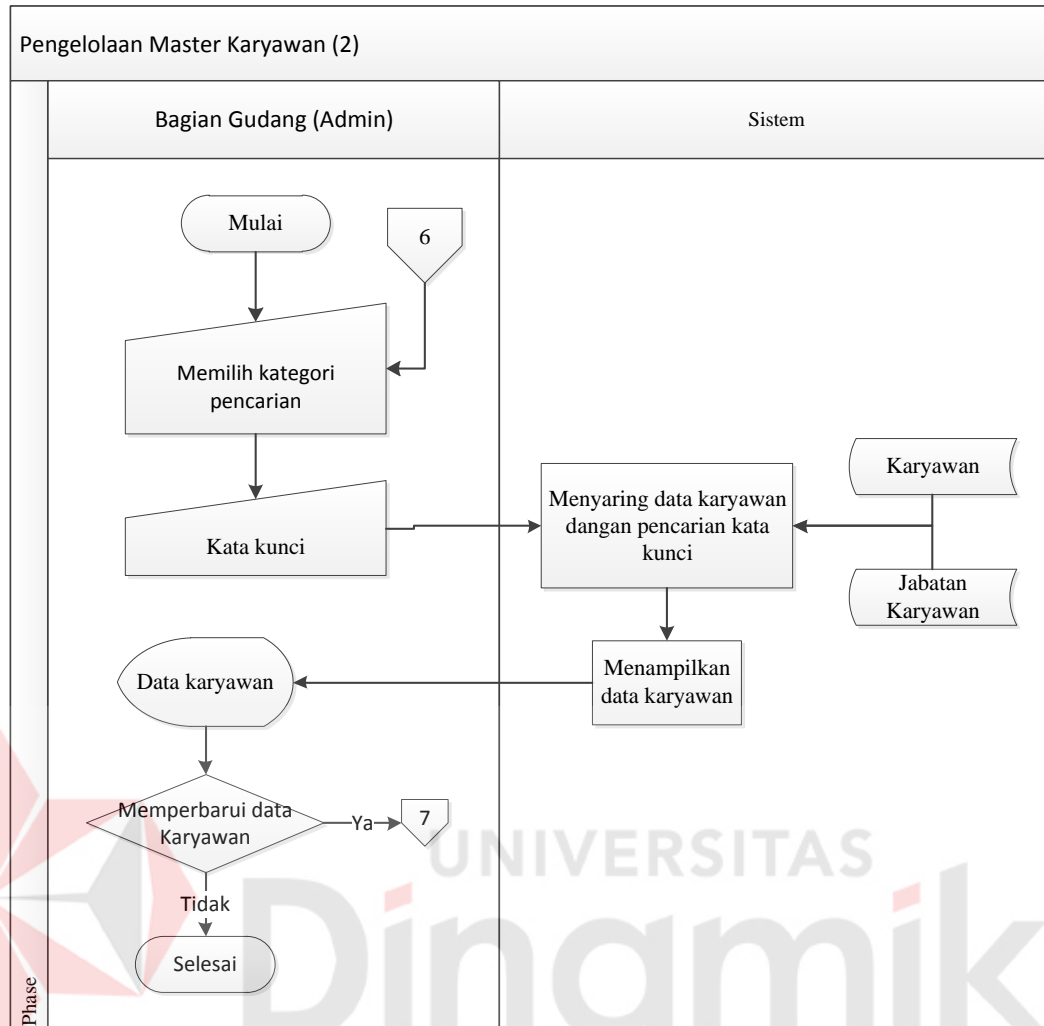 Pengelolaan Master Karyawan (2)
Bagian Gudang (Admin)
Sistem
Mulai
6
Memilih kategori
pencarian
Kata kunci
Menyaring data karyawan
dangan pencarian kata
kunci
Karyawan
Jabatan
Karyawan
Menampilkan
data karyawan
Data karyawan
Memperbarui data
Karyawan
Ya
7
Tidak
Selesai
Phase
UNIVERSITAS
Dinamik